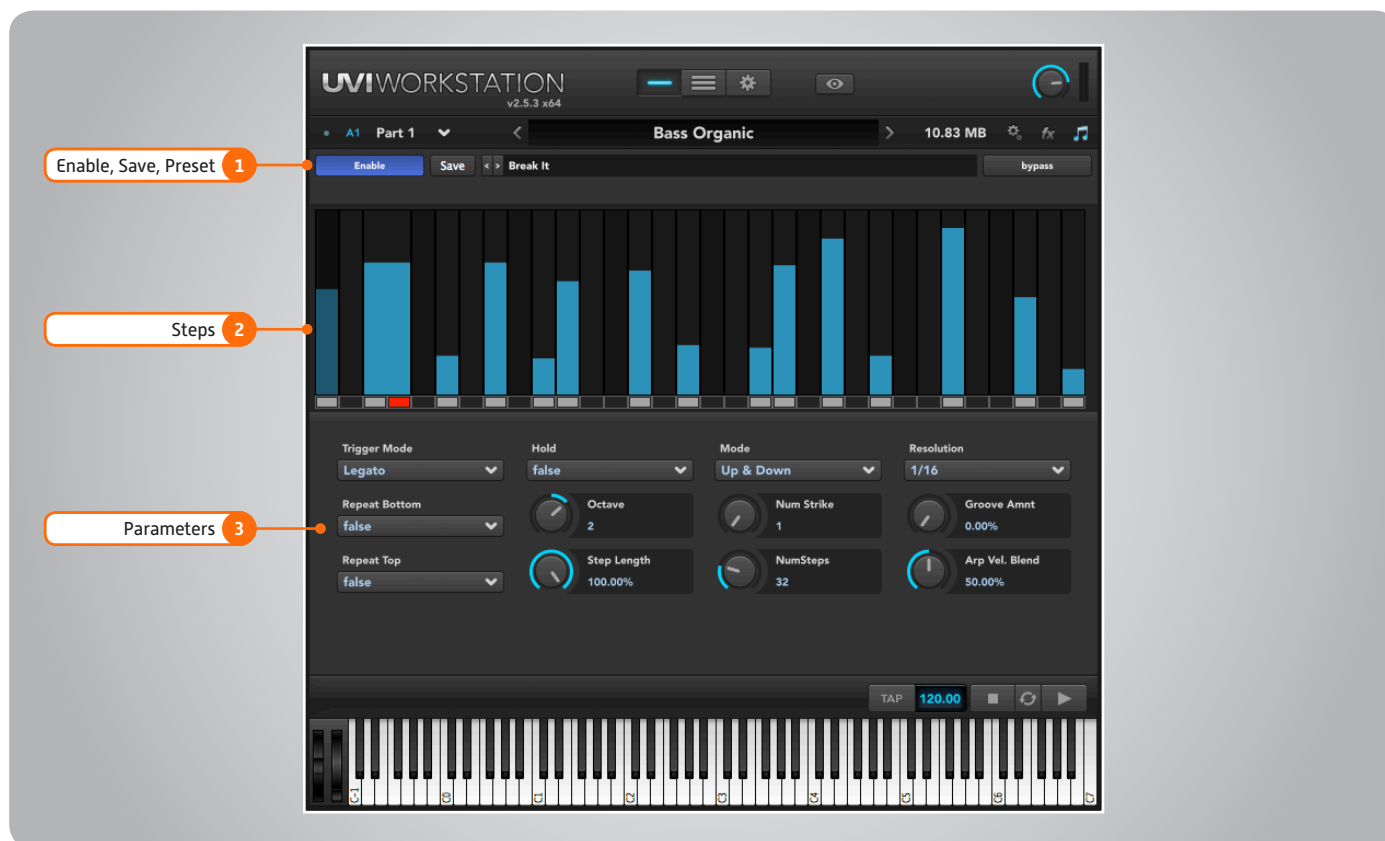 UVIWORKSTATION
v2.5.3 x64
A1 Part 1 < Bass Organic > 10.83 MB fx
Enable, Save, Preset 1
Enable Save < > Break It bypass
Steps 2
Trigger Mode Hold Mode Resolution
Legato false Up & Down 1/16
Repeat Bottom Octave Num Strike Groove Amnt
false 2 1 0.00%
Parameters 3
Repeat Top Step Length NumSteps Arp Vel. Blend
false 100.00% 32 50.00%
TAP 120.00
C-1 C0 C1 C2 C3 C4 C5 C6 C7